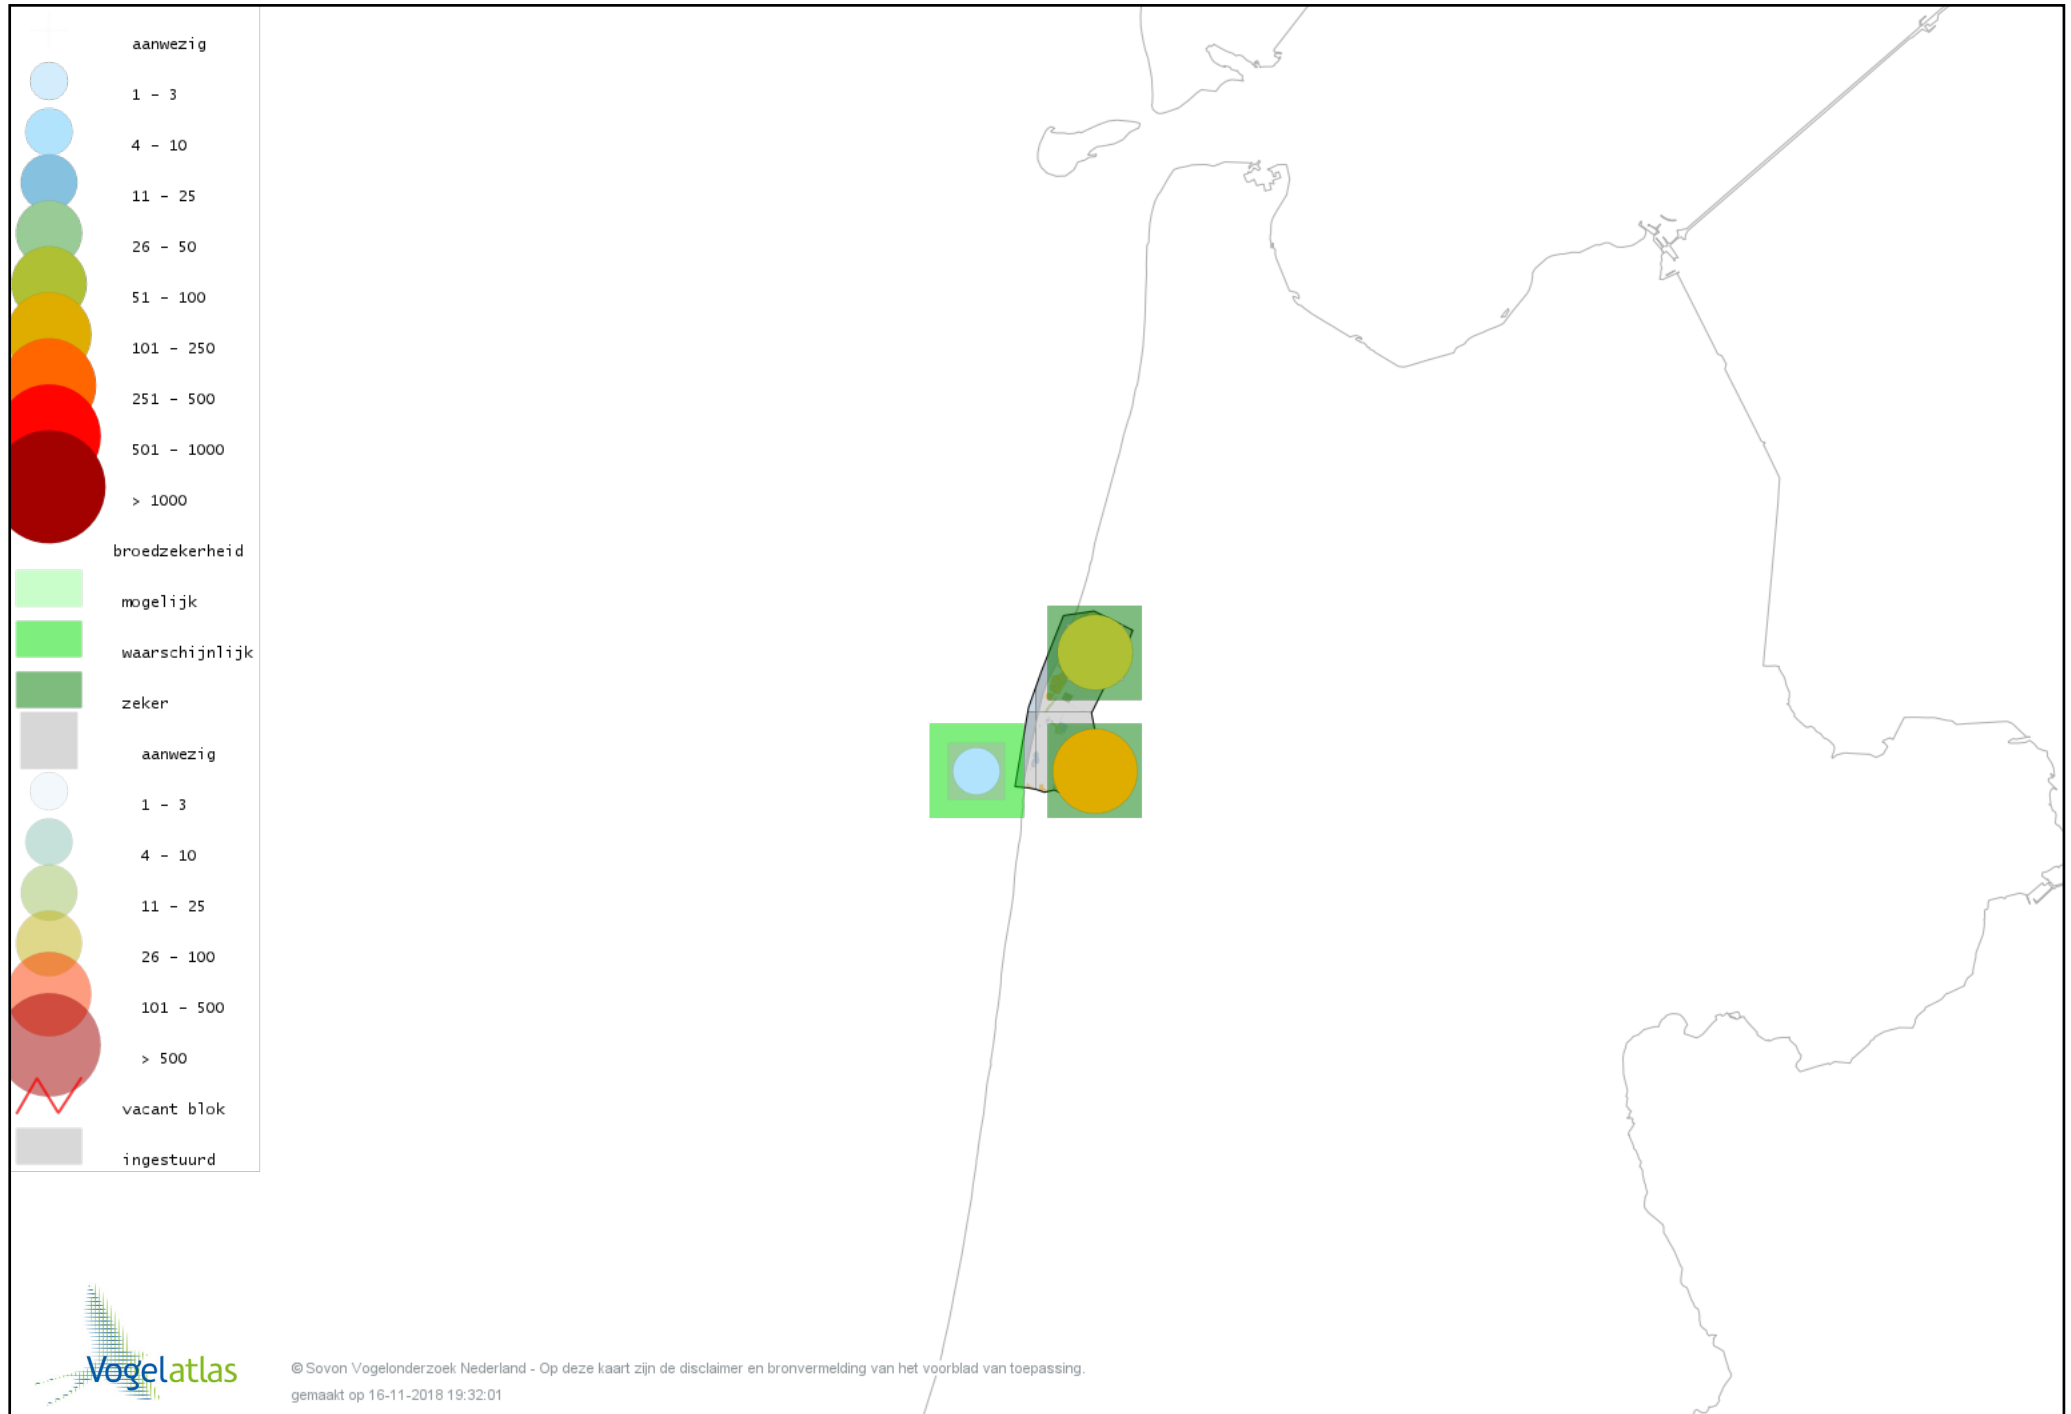 aanwezig
1 – 3
4 – 10
11 – 25
26 – 50
51 – 100
101 – 250
251 – 500
501 – 1000
> 1000
broedzekerheid
mogelijk
waarschijnlijk
zeker
aanwezig
1 – 3
4 – 10
11 – 25
26 – 100
101 – 500
> 500
vacant blok
ingestuurd
Vogelatlas
© Sovon Vogelonderzoek Nederland - Op deze kaart zijn de disclaimer en bronvermelding van het voorblad van toepassing.
gemaakt op 16-11-2018 19:32:01